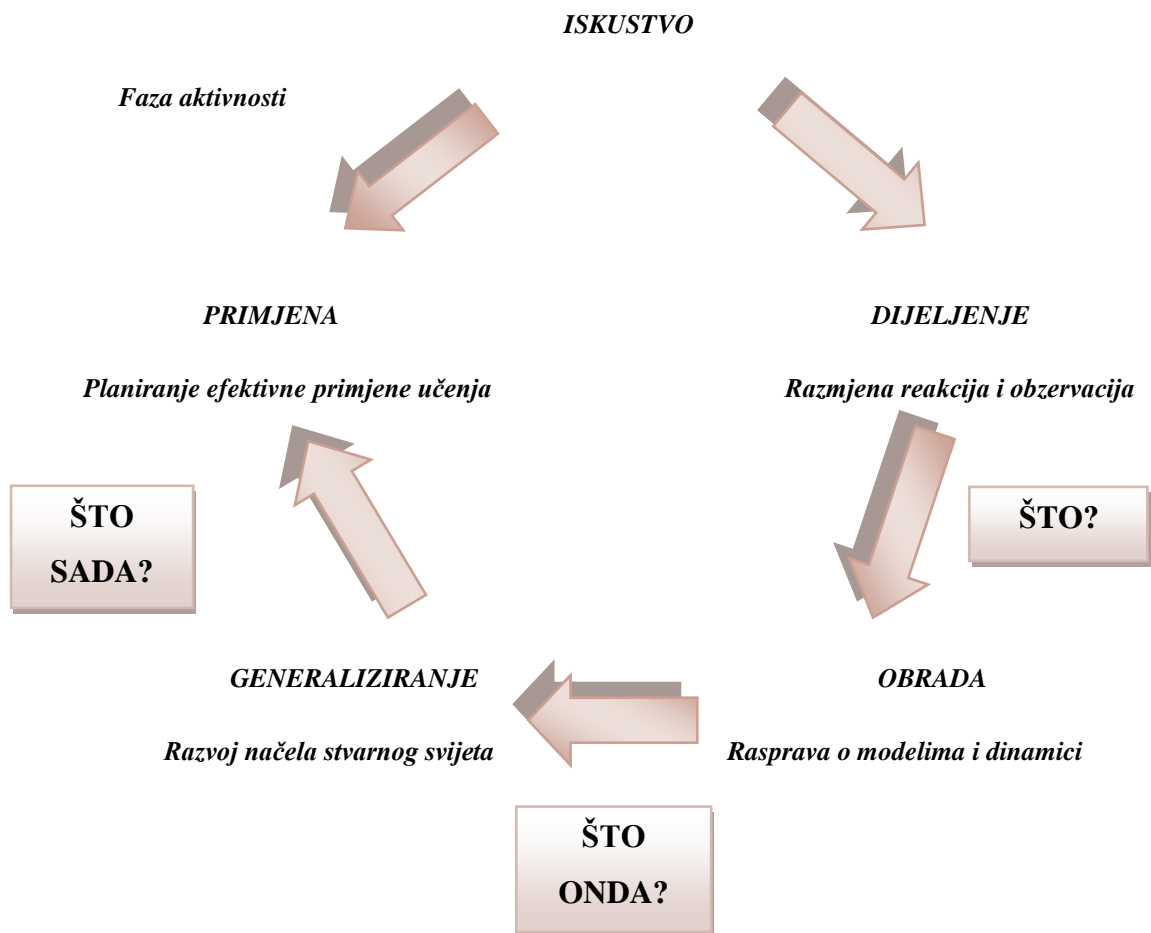 ISKUSTVO
Faza aktivnosti
PRIMJENA
DIJELJENJE
Planiranje efektivne primjene učenja
Razmjena reakcija i obzervacija
ŠTO
SADA?
ŠTO?
GENERALIZIRANJE
OBRADA
Razvoj načela stvarnog svijeta
Rasprava o modelima i dinamici
ŠTO
ONDA?